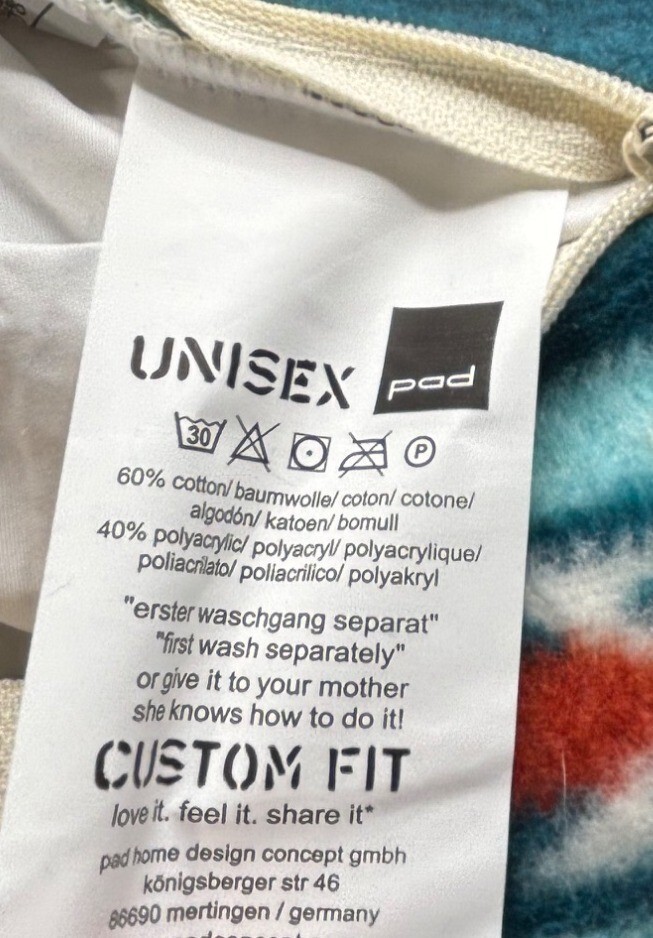 UNISEX pad
30 P
60% cotton/ baumwolle/ coton/ cotone/
algodón/ katoen/ bomull
40% polyacrylic/ polyacryl/ polyacrylique/
poliacrilato/ poliacrilico/ polyakryl
"erster waschgang separat"
"first wash separately"
or give it to your mother
she knows how to do it!
CUSTOM FIT
love it. feel it. share it*
pad home design concept gmbh
königsberger str 46
86690 mertingen / germany